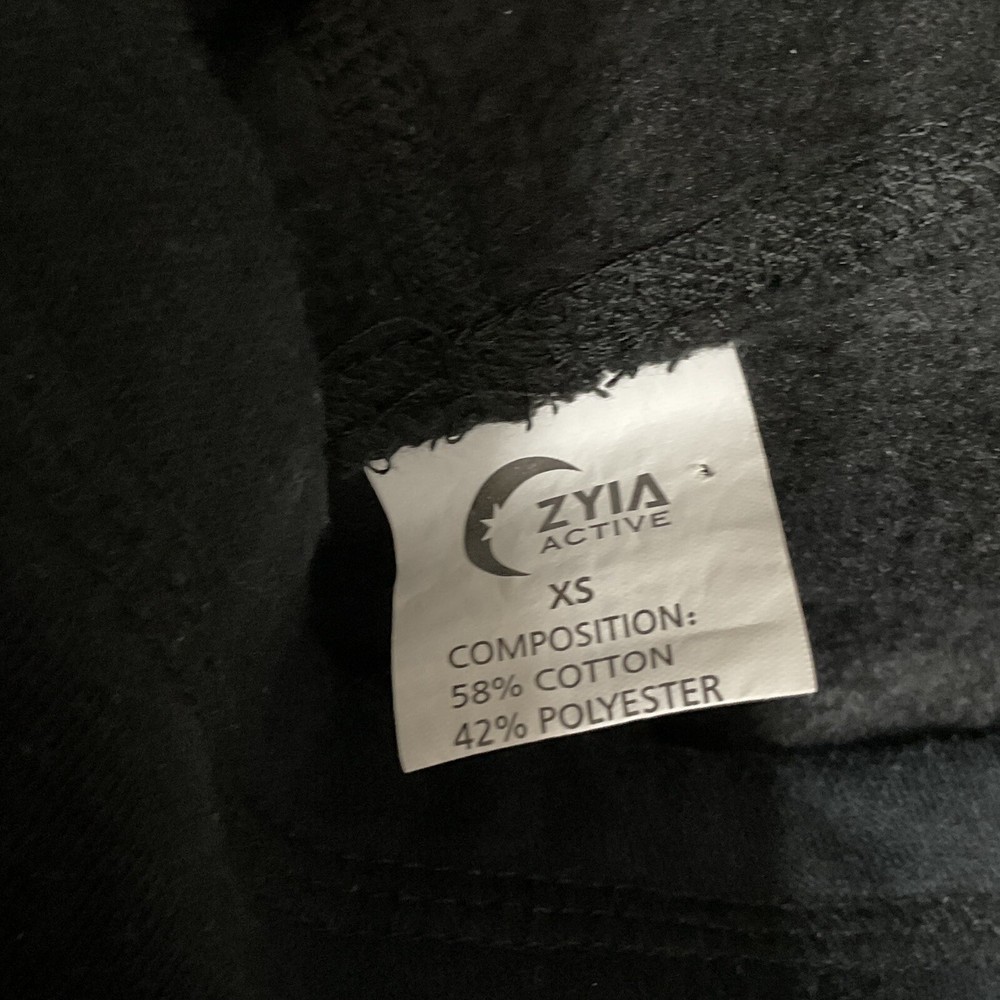 ZYIA
ACTIVE
XS
COMPOSITION:
58% COTTON
42% POLYESTER